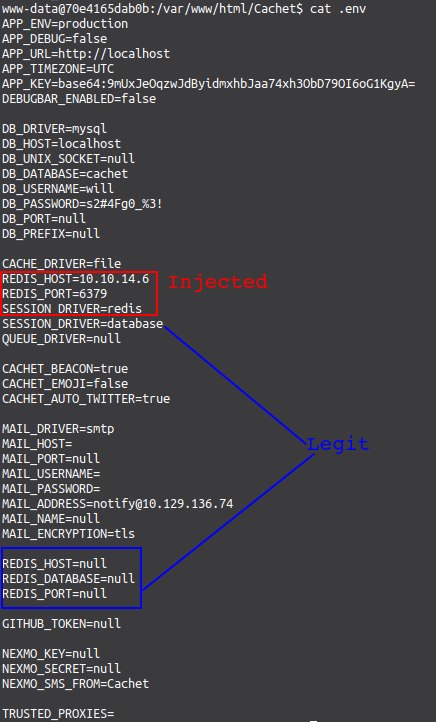 www-data@70e4165dab0b:/var/www/html/Cachet$ cat .env
APP_ENV=production
APP_DEBUG=false
APP_URL=http://localhost
APP_TIMEZONE=UTC
APP_KEY=base64:9mUxJeOqzwJdByidmxhbJaa74xh3ObD79OI6oG1KgyA=
DEBUGBAR_ENABLED=false

DB_DRIVER=mysql
DB_HOST=localhost
DB_UNIX_SOCKET=null
DB_DATABASE=cachet
DB_USERNAME=will
DB_PASSWORD=s2#4Fg0_%3!
DB_PORT=null
DB_PREFIX=null

CACHE_DRIVER=file
REDIS_HOST=10.10.14.6
Injected
REDIS_PORT=6379
SESSION_DRIVER=redis
SESSION_DRIVER=database
QUEUE_DRIVER=null

CACHET_BEACON=true
CACHET_EMOJI=false
CACHET_AUTO_TWITTER=true

MAIL_DRIVER=smtp
MAIL_HOST=
Legit
MAIL_PORT=null
MAIL_USERNAME=
MAIL_PASSWORD=
MAIL_ADDRESS=notify@10.129.136.74
MAIL_NAME=null
MAIL_ENCRYPTION=tls

REDIS_HOST=null
REDIS_DATABASE=null
REDIS_PORT=null

GITHUB_TOKEN=null

NEXMO_KEY=null
NEXMO_SECRET=null
NEXMO_SMS_FROM=Cachet

TRUSTED_PROXIES=